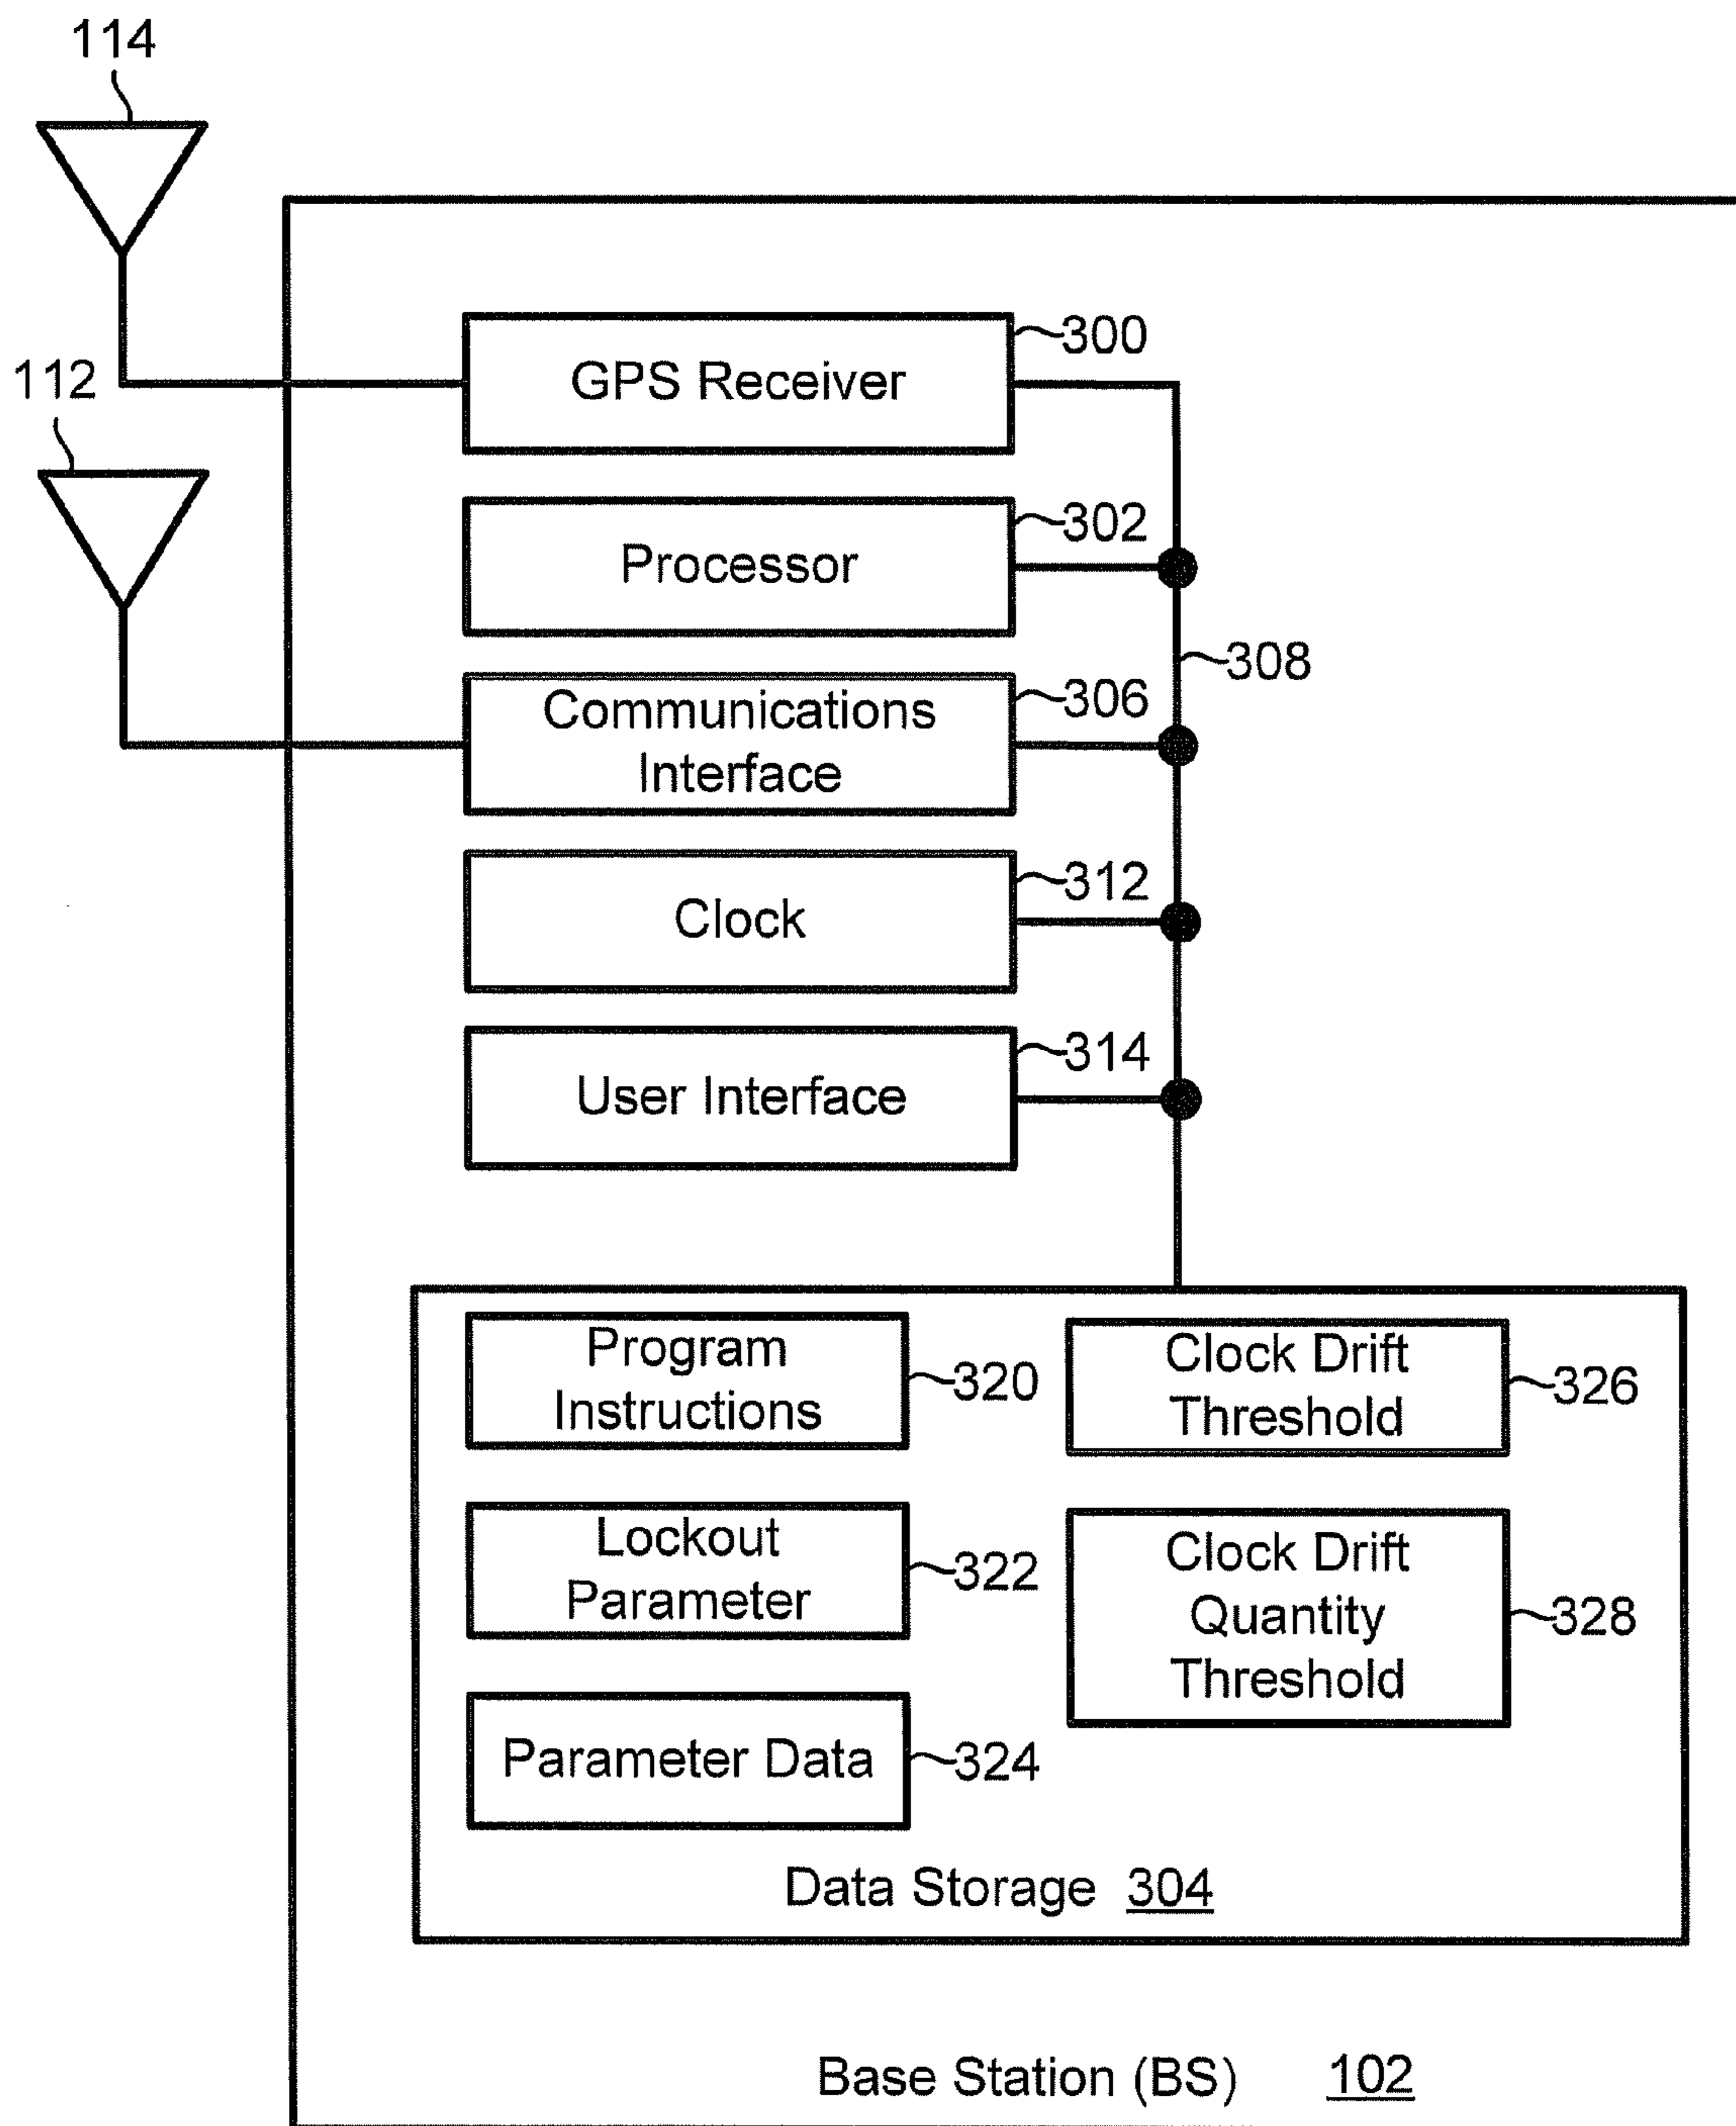 114
112
GPS Receiver
300
Processor
302
308
Communications
Interface
306
Clock
312
User Interface
314
Program
Instructions
320
Clock Drift
Threshold
326
Lockout
Parameter
322
Clock Drift
Quantity
Threshold
328
Parameter Data
324
Data Storage 304
Base Station (BS) 102